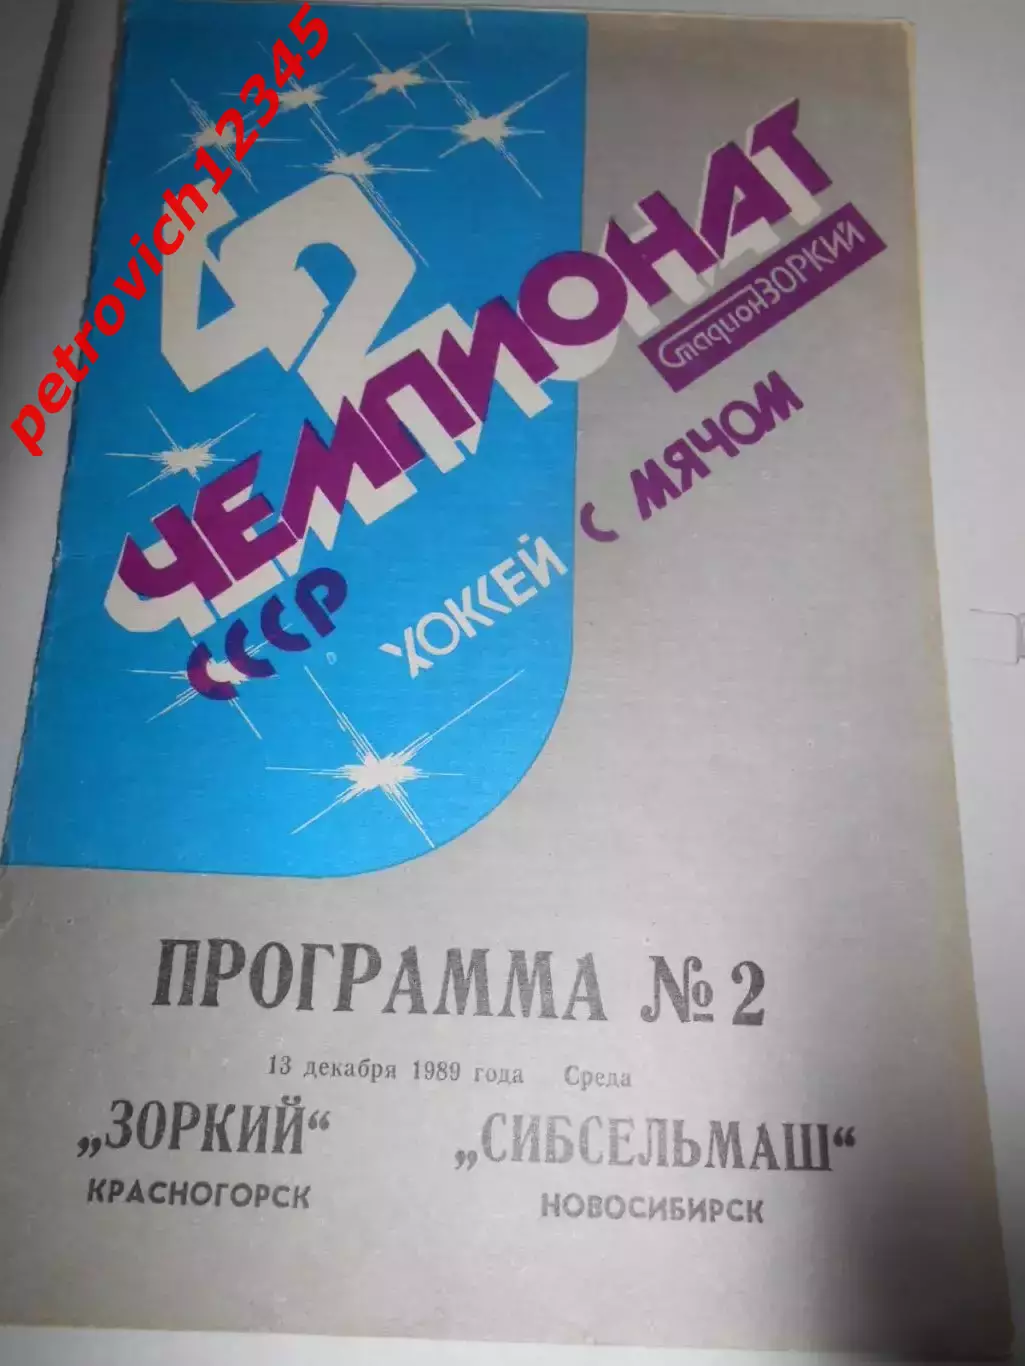 petrovich12345
42
ЧЕМПИОНАТ
СССР
Стадион ЗОРКИЙ
ХОККЕЙ С МЯЧОМ
ПРОГРАММА № 2
13 декабря 1989 года Среда
„ЗОРКИЙ“ „СИБСЕЛЬМАШ“
КРАСНОГОРСК НОВОСИБИРСК